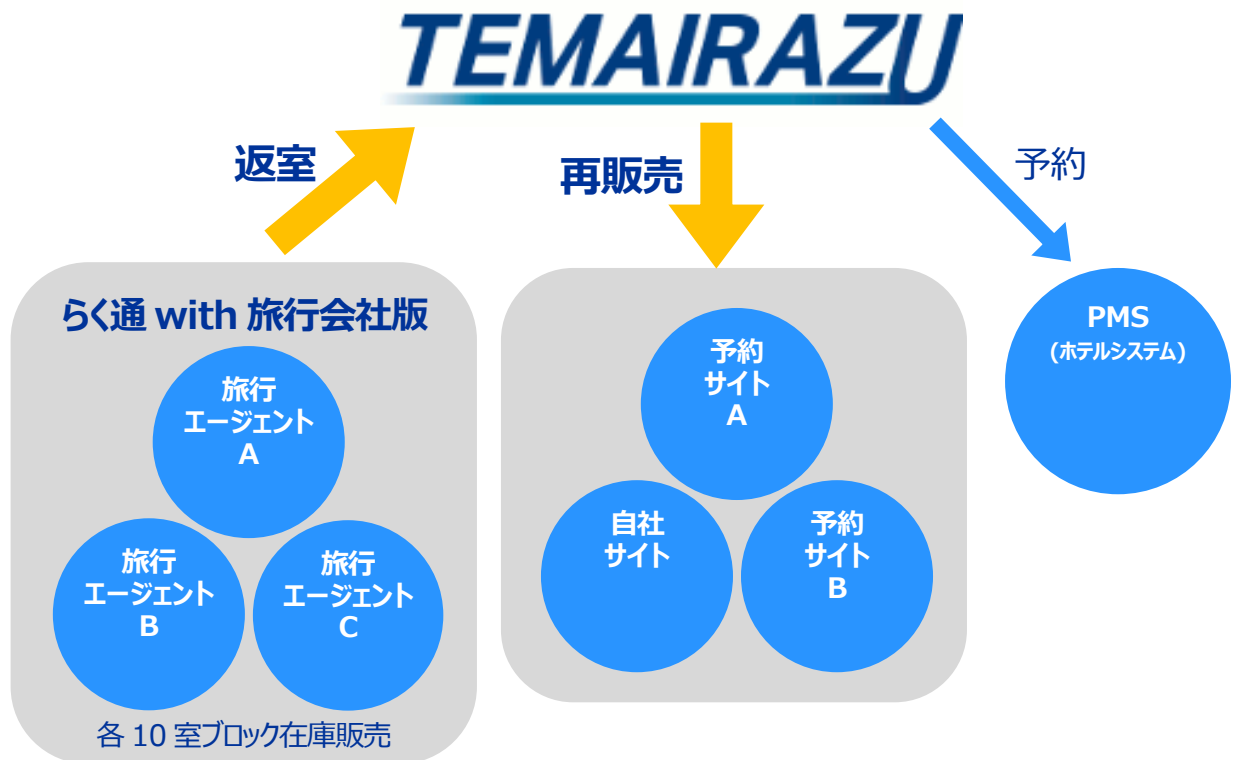 TEMAIRAZU
返室
再販売
予約
らく通 with 旅行会社版
旅行
エージェント
A
旅行
エージェント
B
旅行
エージェント
C
各 10 室ブロック在庫販売
予約
サイト
A
自社
サイト
予約
サイト
B
PMS
(ホテルシステム)